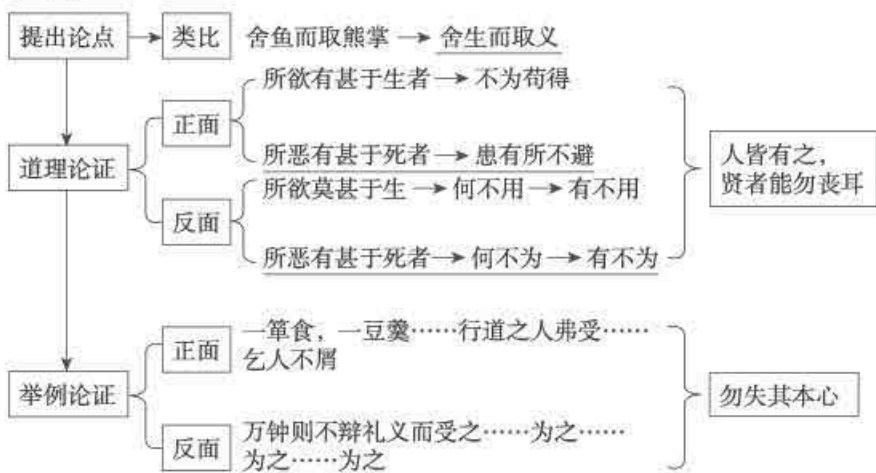 提出论点 类比 舍鱼而取熊掌 舍生而取义
所欲有甚于生者 不为苟得
正面
所恶有甚于死者 患有所不避
道理论证
人皆有之，
贤者能勿丧耳
所欲莫甚于生 何不用 有不用
反面
所恶有甚于死者 何不为 有不为
正面
一箪食，一豆羹……行道之人弗受……
乞人不屑
举例论证
勿失其本心
反面
万钟则不辩礼义而受之……为之……
为之……为之